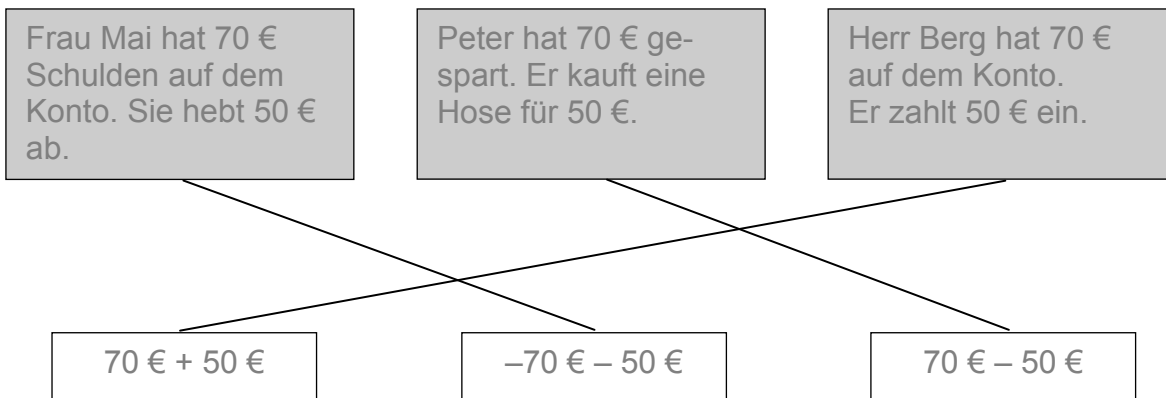 Frau Mai hat 70 €
Schulden auf dem
Konto. Sie hebt 50 €
ab.
Peter hat 70 € ge-
spart. Er kauft eine
Hose für 50 €.
Herr Berg hat 70 €
auf dem Konto.
Er zahlt 50 € ein.
70 € + 50 €
–70 € – 50 €
70 € – 50 €